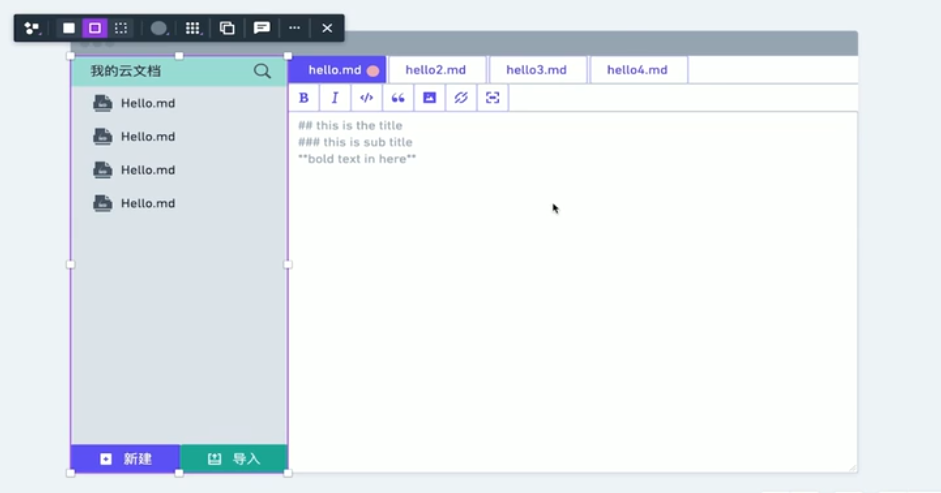 我的云文档
hello.md
hello2.md
hello3.md
hello4.md
Hello.md
Hello.md
Hello.md
Hello.md
B I </> “
## this is the title
### this is sub title
**bold text in here**
新建
导入